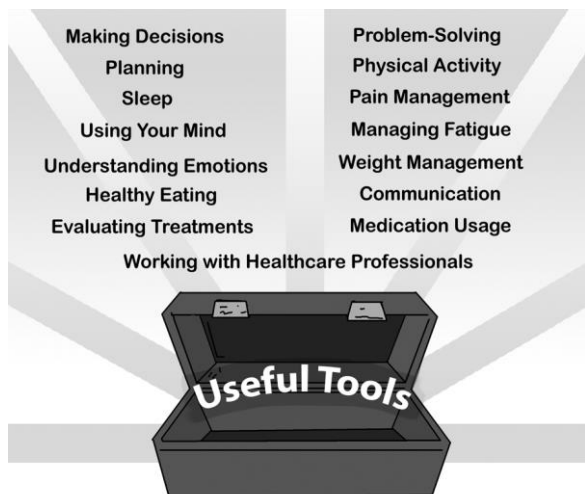 Making Decisions
Planning
Sleep
Using Your Mind
Understanding Emotions
Healthy Eating
Evaluating Treatments
Problem-Solving
Physical Activity
Pain Management
Managing Fatigue
Weight Management
Communication
Medication Usage
Working with Healthcare Professionals
Useful Tools